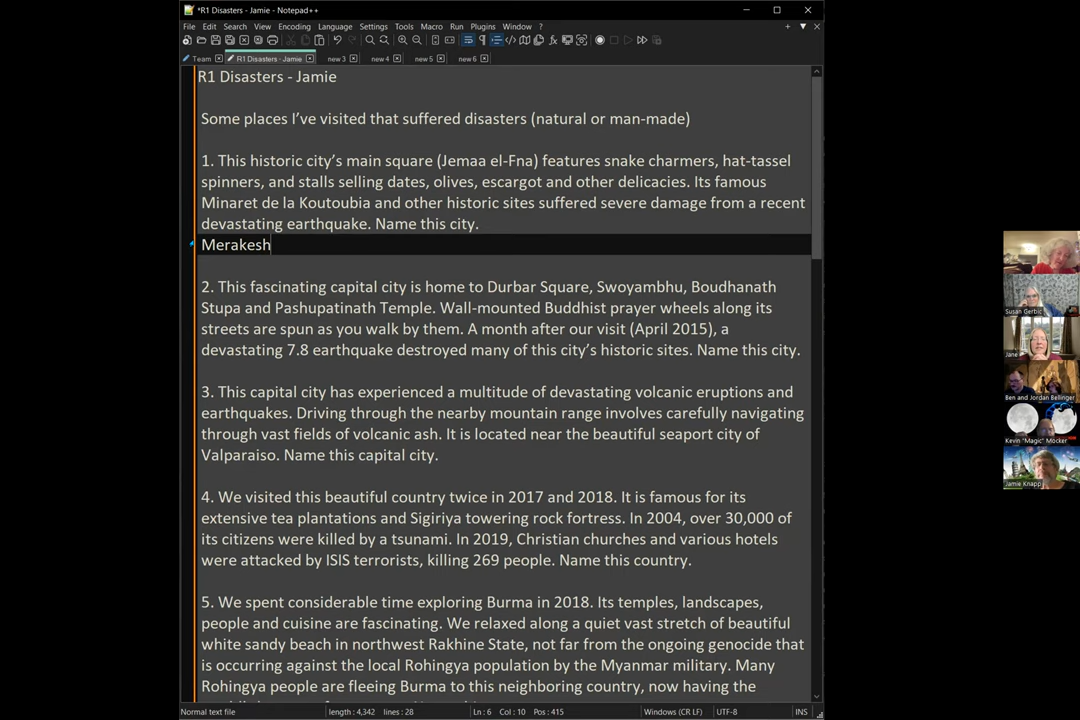 *R1 Disasters - Jamie - Notepad++
File Edit Search View Encoding Language Settings Tools Macro Run Plugins Window ?
Team R1 Disasters - Jamie new 3 new 4 new 5 new 6
R1 Disasters - Jamie
Some places I’ve visited that suffered disasters (natural or man-made)
1. This historic city’s main square (Jemaa el-Fna) features snake charmers, hat-tassel
spinners, and stalls selling dates, olives, escargot and other delicacies. Its famous
Minaret de la Koutoubia and other historic sites suffered severe damage from a recent
devastating earthquake. Name this city.
Merakesh
2. This fascinating capital city is home to Durbar Square, Swoyambhu, Boudhanath
Stupa and Pashupatinath Temple. Wall-mounted Buddhist prayer wheels along its
streets are spun as you walk by them. A month after our visit (April 2015), a
devastating 7.8 earthquake destroyed many of this city’s historic sites. Name this city.
3. This capital city has experienced a multitude of devastating volcanic eruptions and
earthquakes. Driving through the nearby mountain range involves carefully navigating
through vast fields of volcanic ash. It is located near the beautiful seaport city of
Valparaiso. Name this capital city.
4. We visited this beautiful country twice in 2017 and 2018. It is famous for its
extensive tea plantations and Sigiriya towering rock fortress. In 2004, over 30,000 of
its citizens were killed by a tsunami. In 2019, Christian churches and various hotels
were attacked by ISIS terrorists, killing 269 people. Name this country.
5. We spent considerable time exploring Burma in 2018. Its temples, landscapes,
people and cuisine are fascinating. We relaxed along a quiet vast stretch of beautiful
white sandy beach in northwest Rakhine State, not far from the ongoing genocide that
is occurring against the local Rohingya population by the Myanmar military. Many
Rohingya people are fleeing Burma to this neighboring country, now having the
Normal text file length : 4,342 lines : 28 Ln : 6 Col : 10 Pos : 415 Windows (CR LF) UTF-8 INS
Susan Gerbic
Jane
Ben and Jordan Bellinger
Kevin "Magic" Mocker
Jamie Knapp